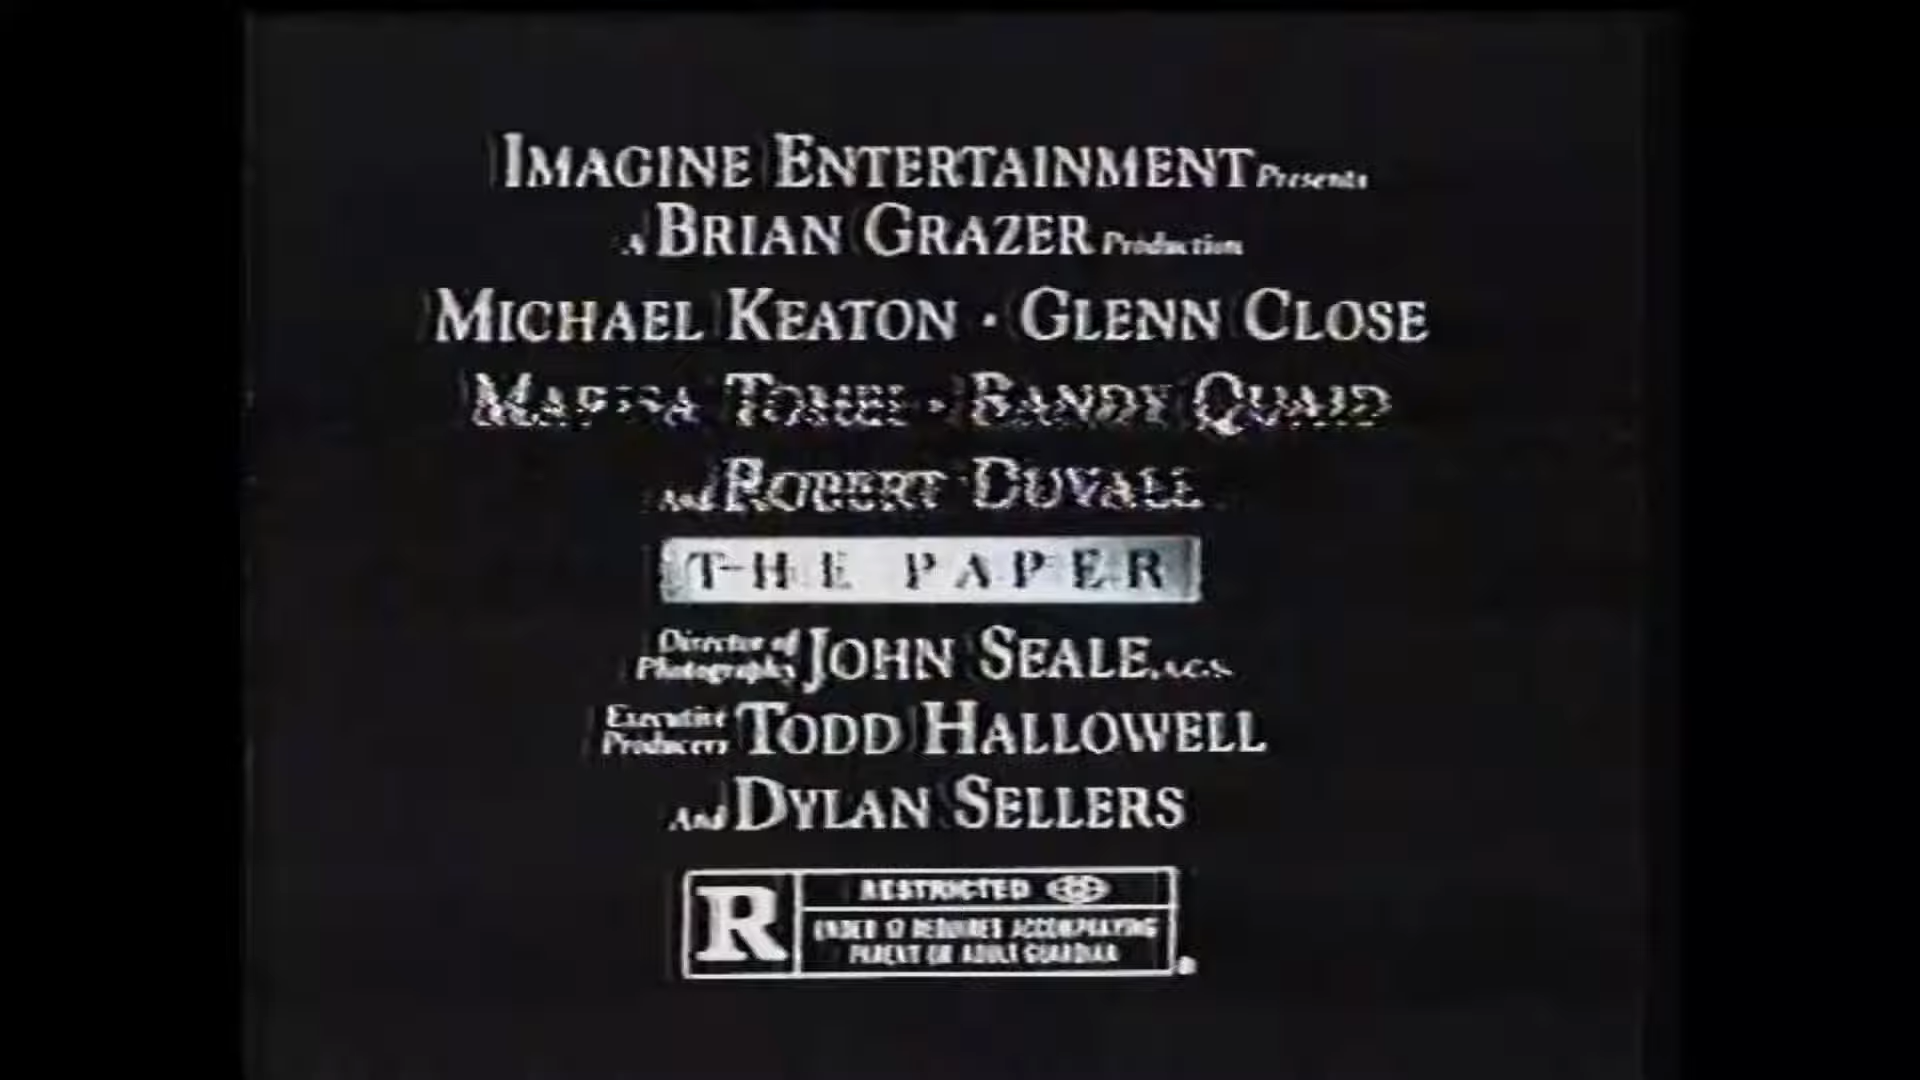 IMAGINE ENTERTAINMENT Presents
A BRIAN GRAZER Production
MICHAEL KEATON · GLENN CLOSE
MARISA TOMEI · RANDY QUAID
And ROBERT DUVALL
THE PAPER
Director of Photography JOHN SEALE, A.C.S.
Executive Producers TODD HALLOWELL
And DYLAN SELLERS
R RESTRICTED
UNDER 17 REQUIRES ACCOMPANYING
PARENT OR ADULT GUARDIAN